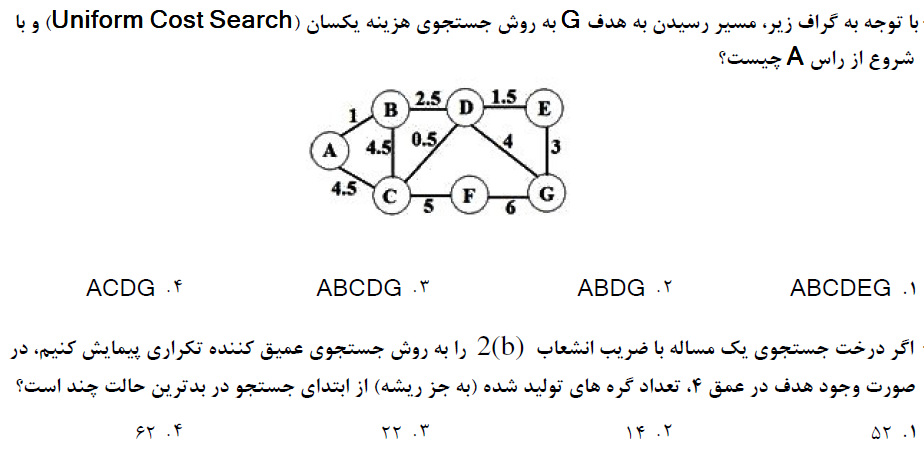 با توجه به گراف زیر، مسیر رسیدن به هدف G به روش جستجوی هزینه یکسان (Uniform Cost Search) و با
شروع از راس A چیست؟
1 B 2.5 D 1.5 E
A 4.5 0.5 4 3
4.5 C 5 F 6 G
۱. ABCDEG ۲. ABDG ۳. ABCDG ۴. ACDG
اگر درخت جستجوی یک مساله با ضریب انشعاب 2(b) را به روش جستجوی عمیق کننده تکراری پیمایش کنیم، در
صورت وجود هدف در عمق ۴، تعداد گره های تولید شده (به جز ریشه) از ابتدای جستجو در بدترین حالت چند است؟
۱. ۵۲ ۲. ۱۴ ۳. ۲۲ ۴. ۶۲